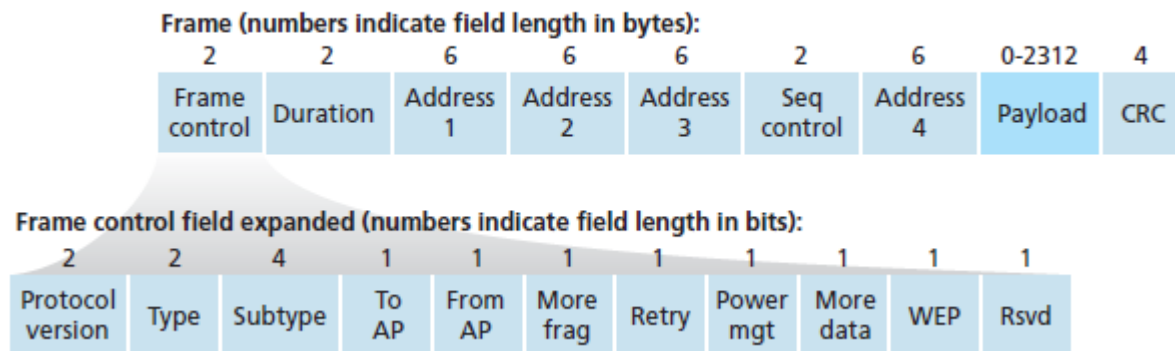 Frame (numbers indicate field length in bytes):
2 2 6 6 6 2 6 0-2312 4
Frame control Duration Address 1 Address 2 Address 3 Seq control Address 4 Payload CRC
Frame control field expanded (numbers indicate field length in bits):
2 2 4 1 1 1 1 1 1 1 1
Protocol version Type Subtype To AP From AP More frag Retry Power mgt More data WEP Rsvd